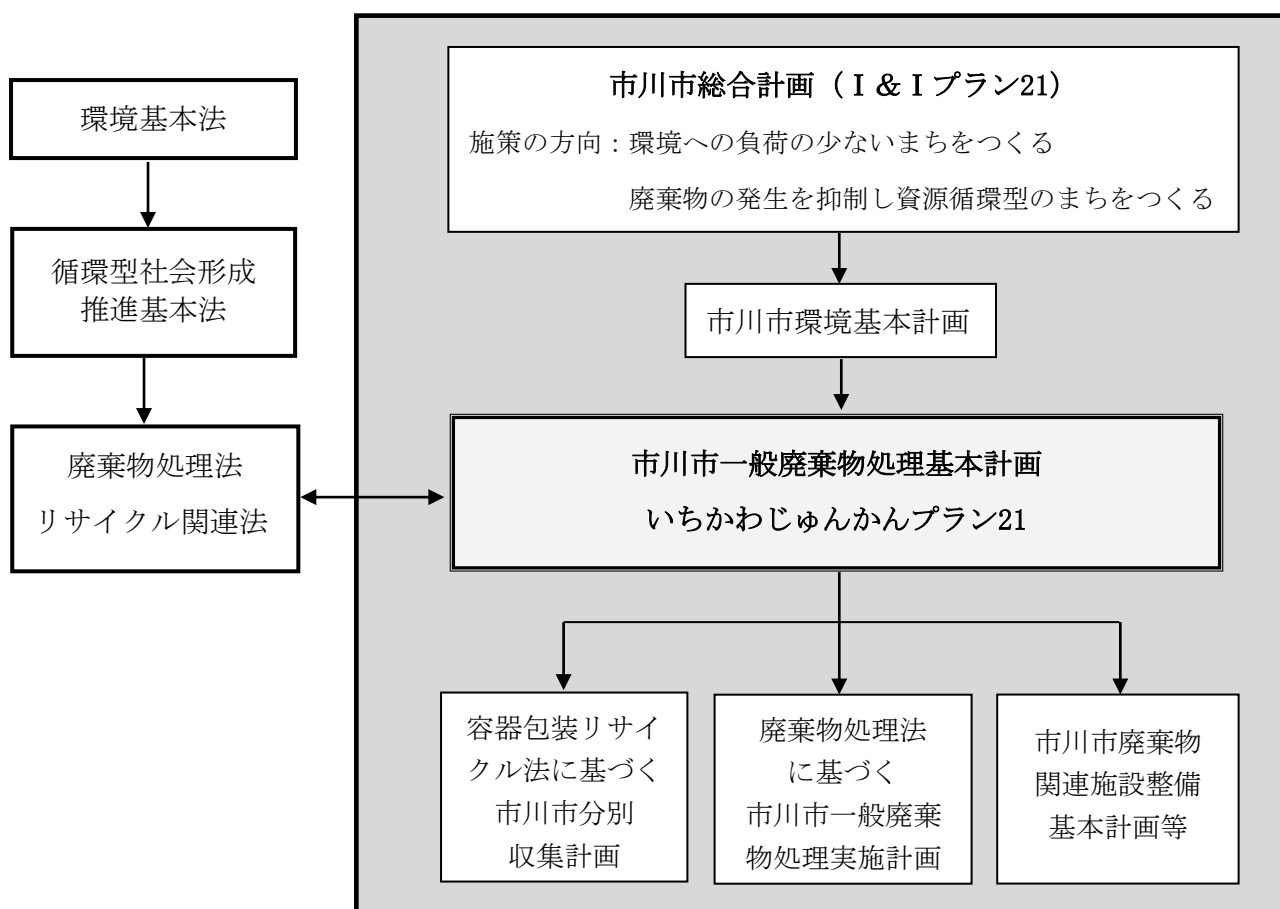 環境基本法
循環型社会形成
推進基本法
廃棄物処理法
リサイクル関連法
市川市総合計画（Ｉ＆Ｉプラン21）
施策の方向：環境への負荷の少ないまちをつくる
廃棄物の発生を抑制し資源循環型のまちをつくる
市川市環境基本計画
市川市一般廃棄物処理基本計画
いちかわじゅんかんプラン21
容器包装リサイ
クル法に基づく
市川市分別
収集計画
廃棄物処理法
に基づく
市川市一般廃棄
物処理実施計画
市川市廃棄物
関連施設整備
基本計画等